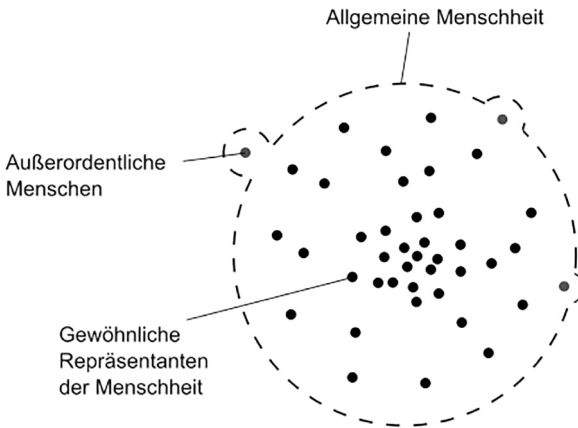 Allgemeine Menschheit
Außerordentliche
Menschen
Gewöhnliche
Repräsentanten
der Menschheit